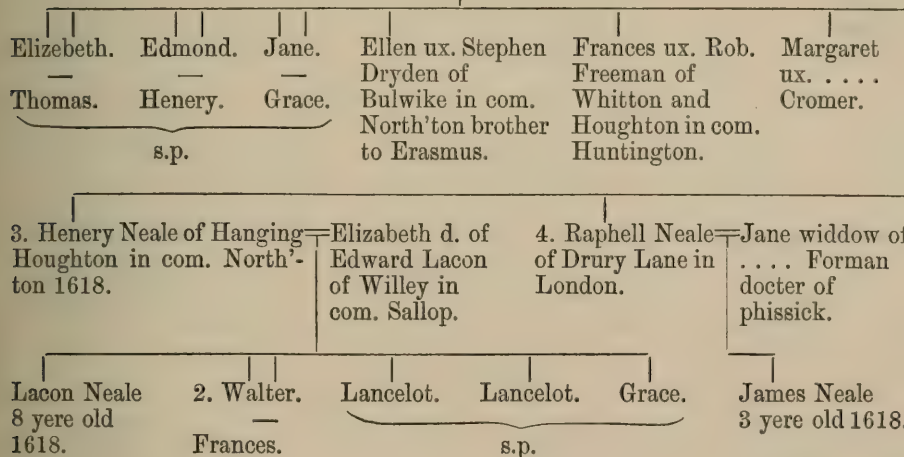 Elizebeth. Edmond. Jane. Ellen ux. Stephen Frances ux. Rob. Margaret
— — — Dryden of Freeman of ux. . . . . .
Thomas. Henery. Grace. Bulwike in com. Whitton and Cromer.
North'ton brother Houghton in com.
s.p. to Erasmus. Huntington.
3. Henery Neale of Hanging Elizabeth d. of 4. Raphell Neale Jane widdow of
Houghton in com. North'- Edward Lacon of Drury Lane in . . . . Forman
ton 1618. of Willey in London. docter of
com. Sallop. phissick.
Lacon Neale 2. Walter. Lancelot. Lancelot. Grace. James Neale
8 yere old — 3 yere old 1618.
1618. Frances. s.p.